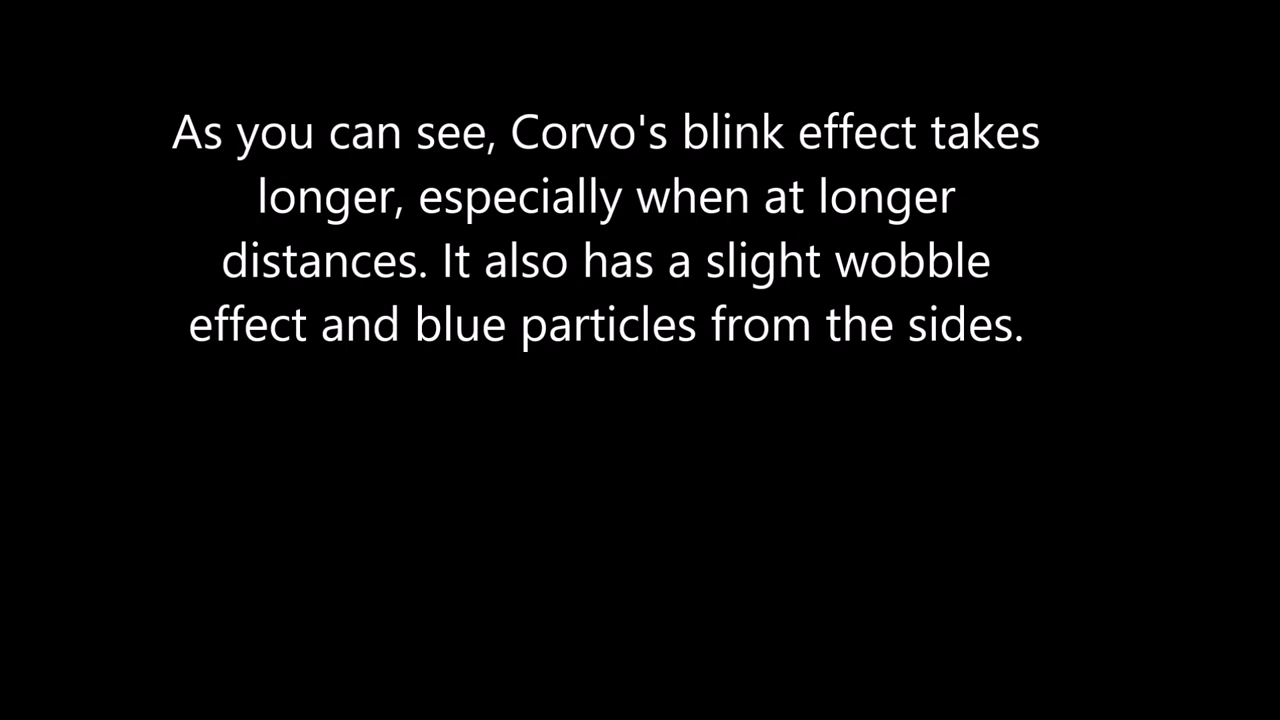 As you can see, Corvo's blink effect takes
longer, especially when at longer
distances. It also has a slight wobble
effect and blue particles from the sides.